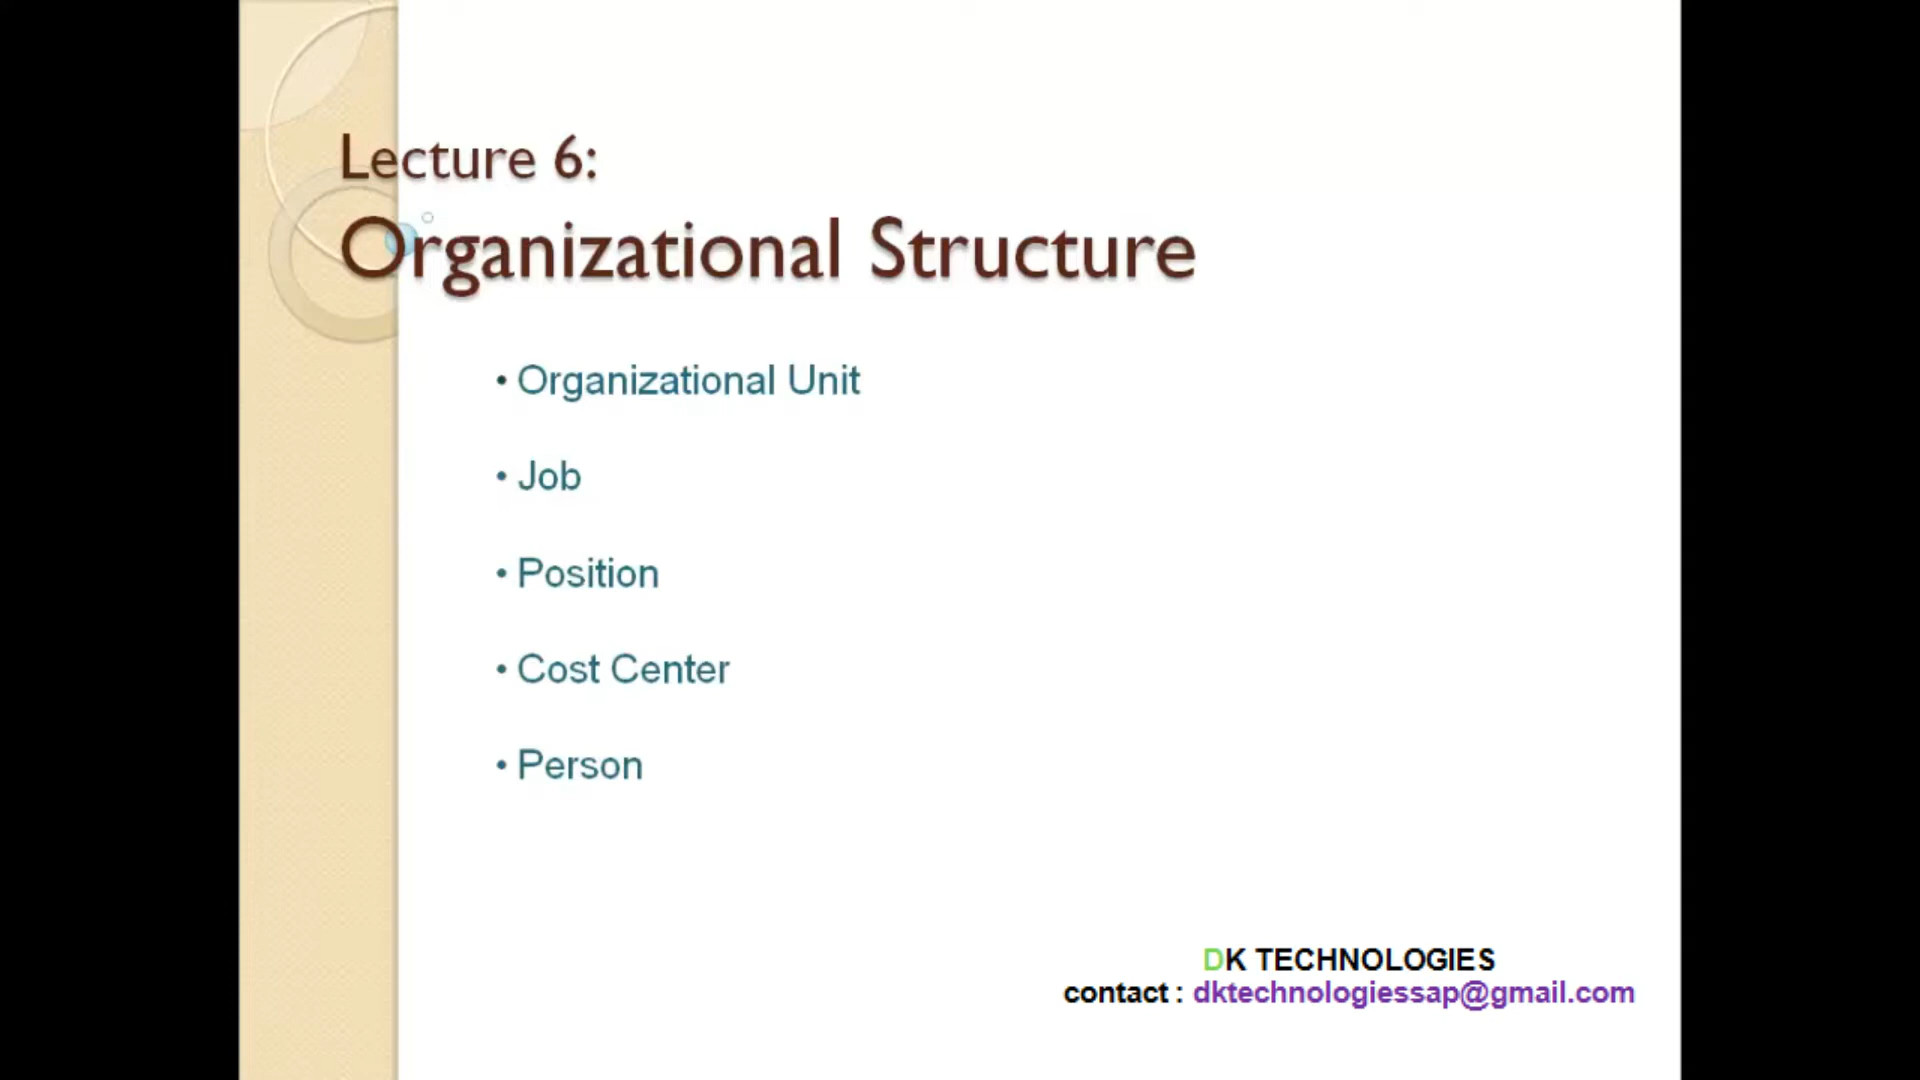 Lecture 6:
Organizational Structure
• Organizational Unit
• Job
• Position
• Cost Center
• Person
DK TECHNOLOGIES
contact : dktechnologiessap@gmail.com